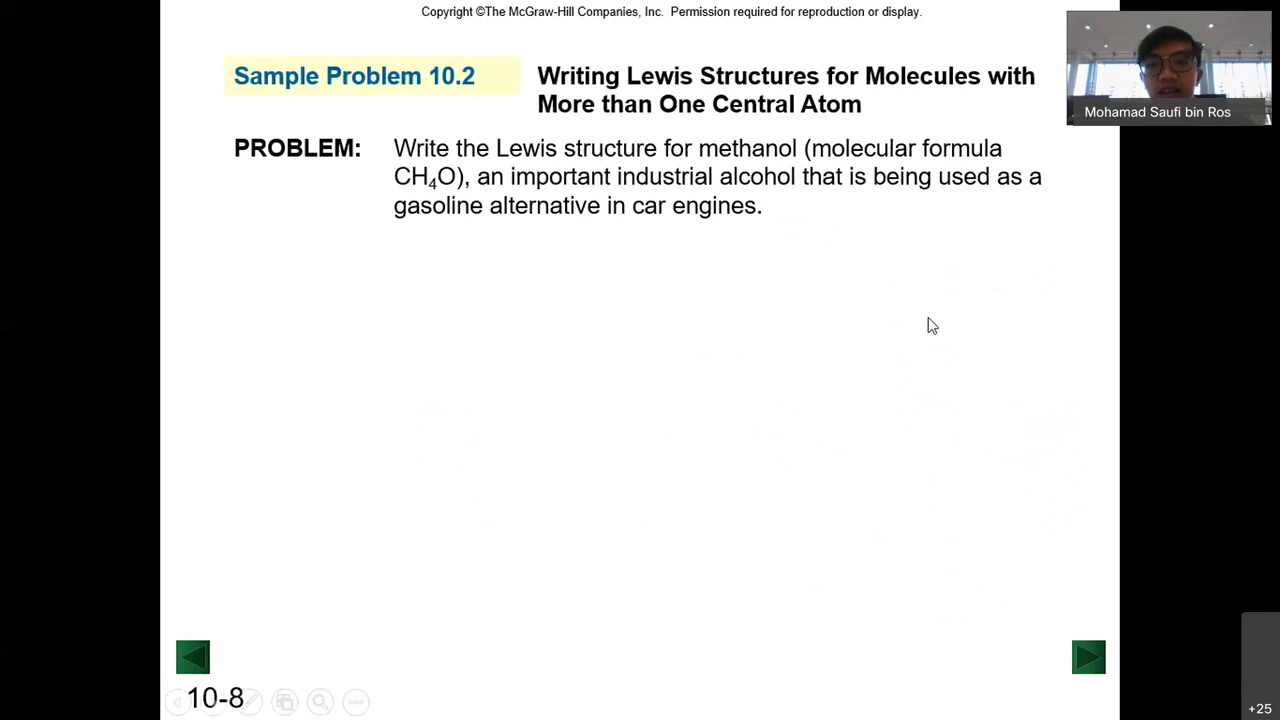 Copyright ©The McGraw-Hill Companies, Inc. Permission required for reproduction or display.
Sample Problem 10.2
Writing Lewis Structures for Molecules with
More than One Central Atom
PROBLEM:
Write the Lewis structure for methanol (molecular formula
CH₄O), an important industrial alcohol that is being used as a
gasoline alternative in car engines.
Mohamad Saufi bin Ros
10-8
+25